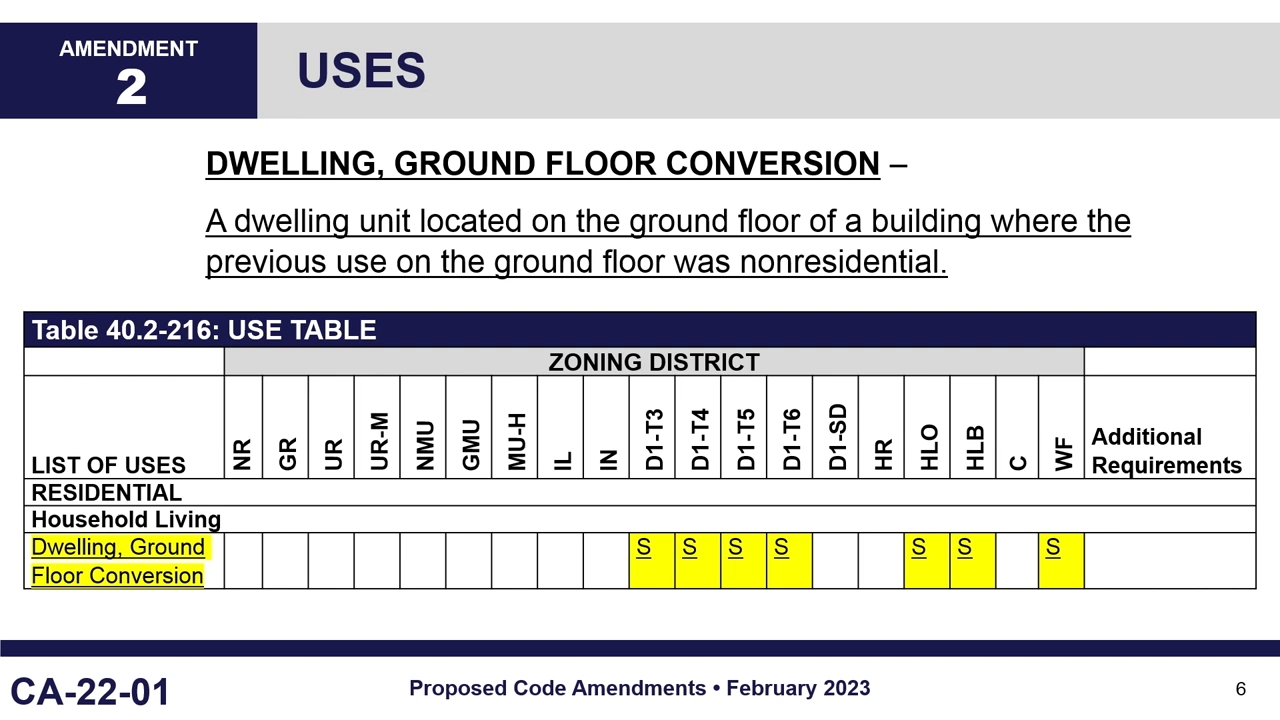 AMENDMENT
2
USES
DWELLING, GROUND FLOOR CONVERSION –
A dwelling unit located on the ground floor of a building where the
previous use on the ground floor was nonresidential.
Table 40.2-216: USE TABLE
ZONING DISTRICT
LIST OF USES NR GR UR UR-M NMU GMU MU-H IL IN D1-T3 D1-T4 D1-T5 D1-T6 D1-SD HR HLO HLB C WF Additional
Requirements
RESIDENTIAL
Household Living
Dwelling, Ground S S S S S S S
Floor Conversion
CA-22-01
Proposed Code Amendments • February 2023
6